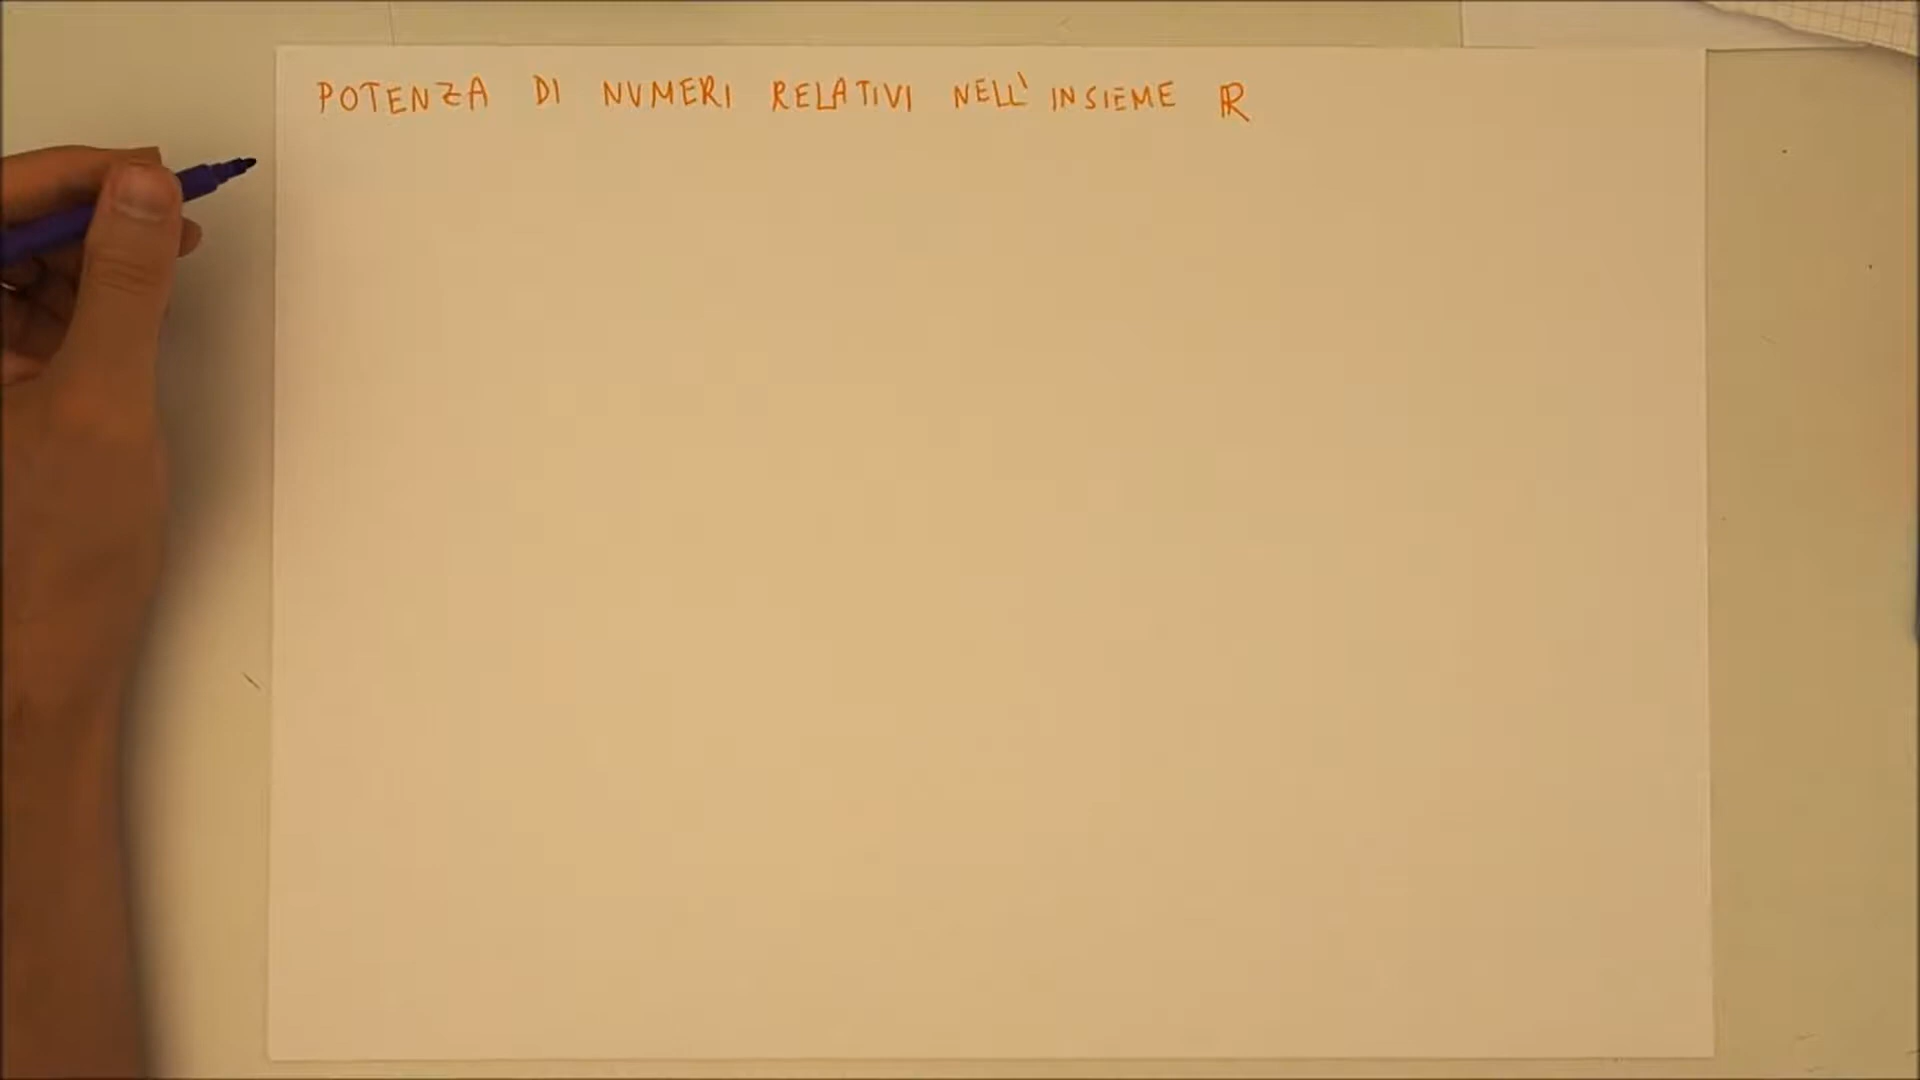 POTENZA DI NUMERI RELATIVI NELL' INSIEME ℝ